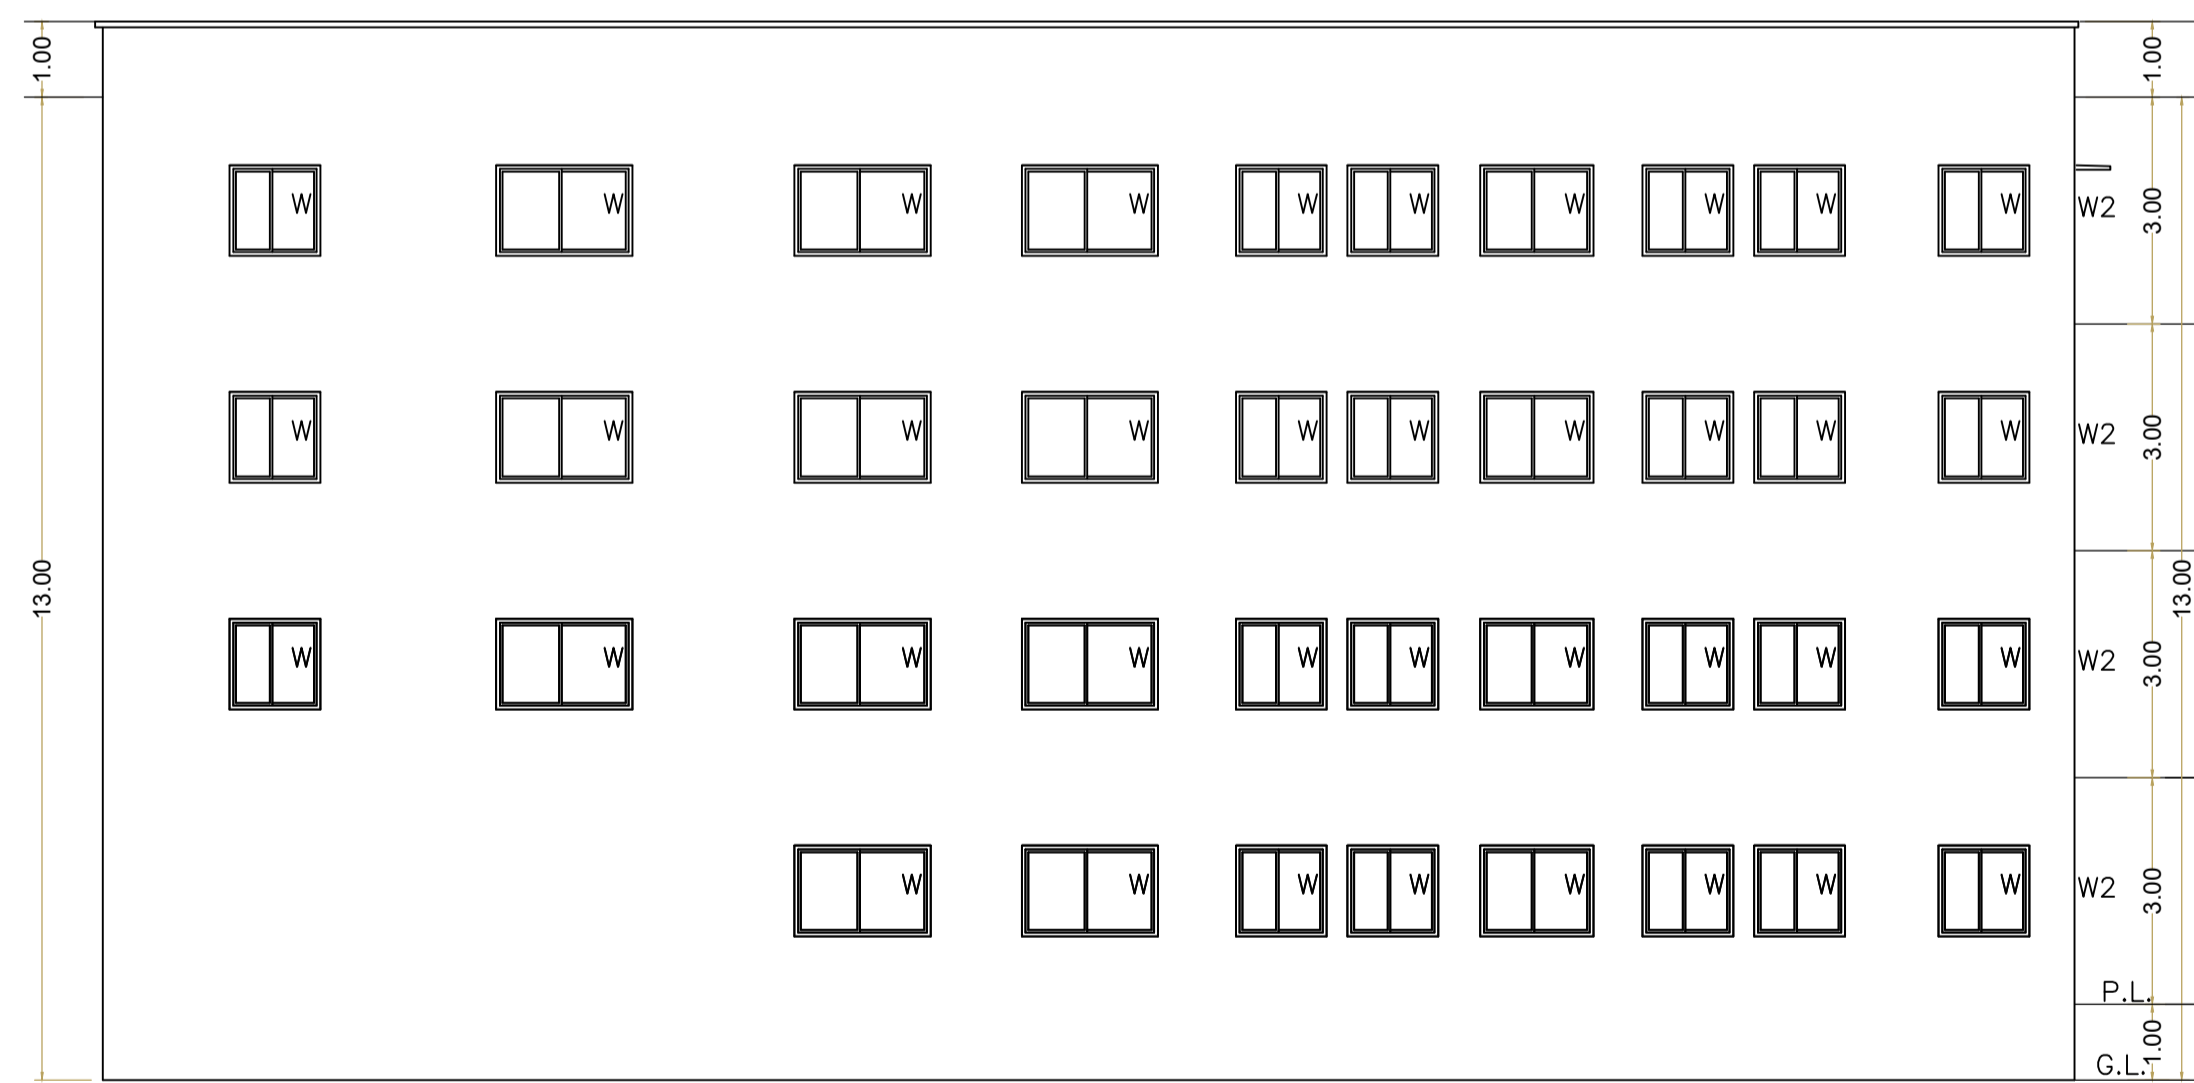 1.00 1.00
W W W W W W W W W W W2 3.00
W W W W W W W W W W W2 3.00
13.00 13.00
W W W W W W W W W W W2 3.00
W W W W W W W W W2 3.00
P.L.
G.L. 1.00